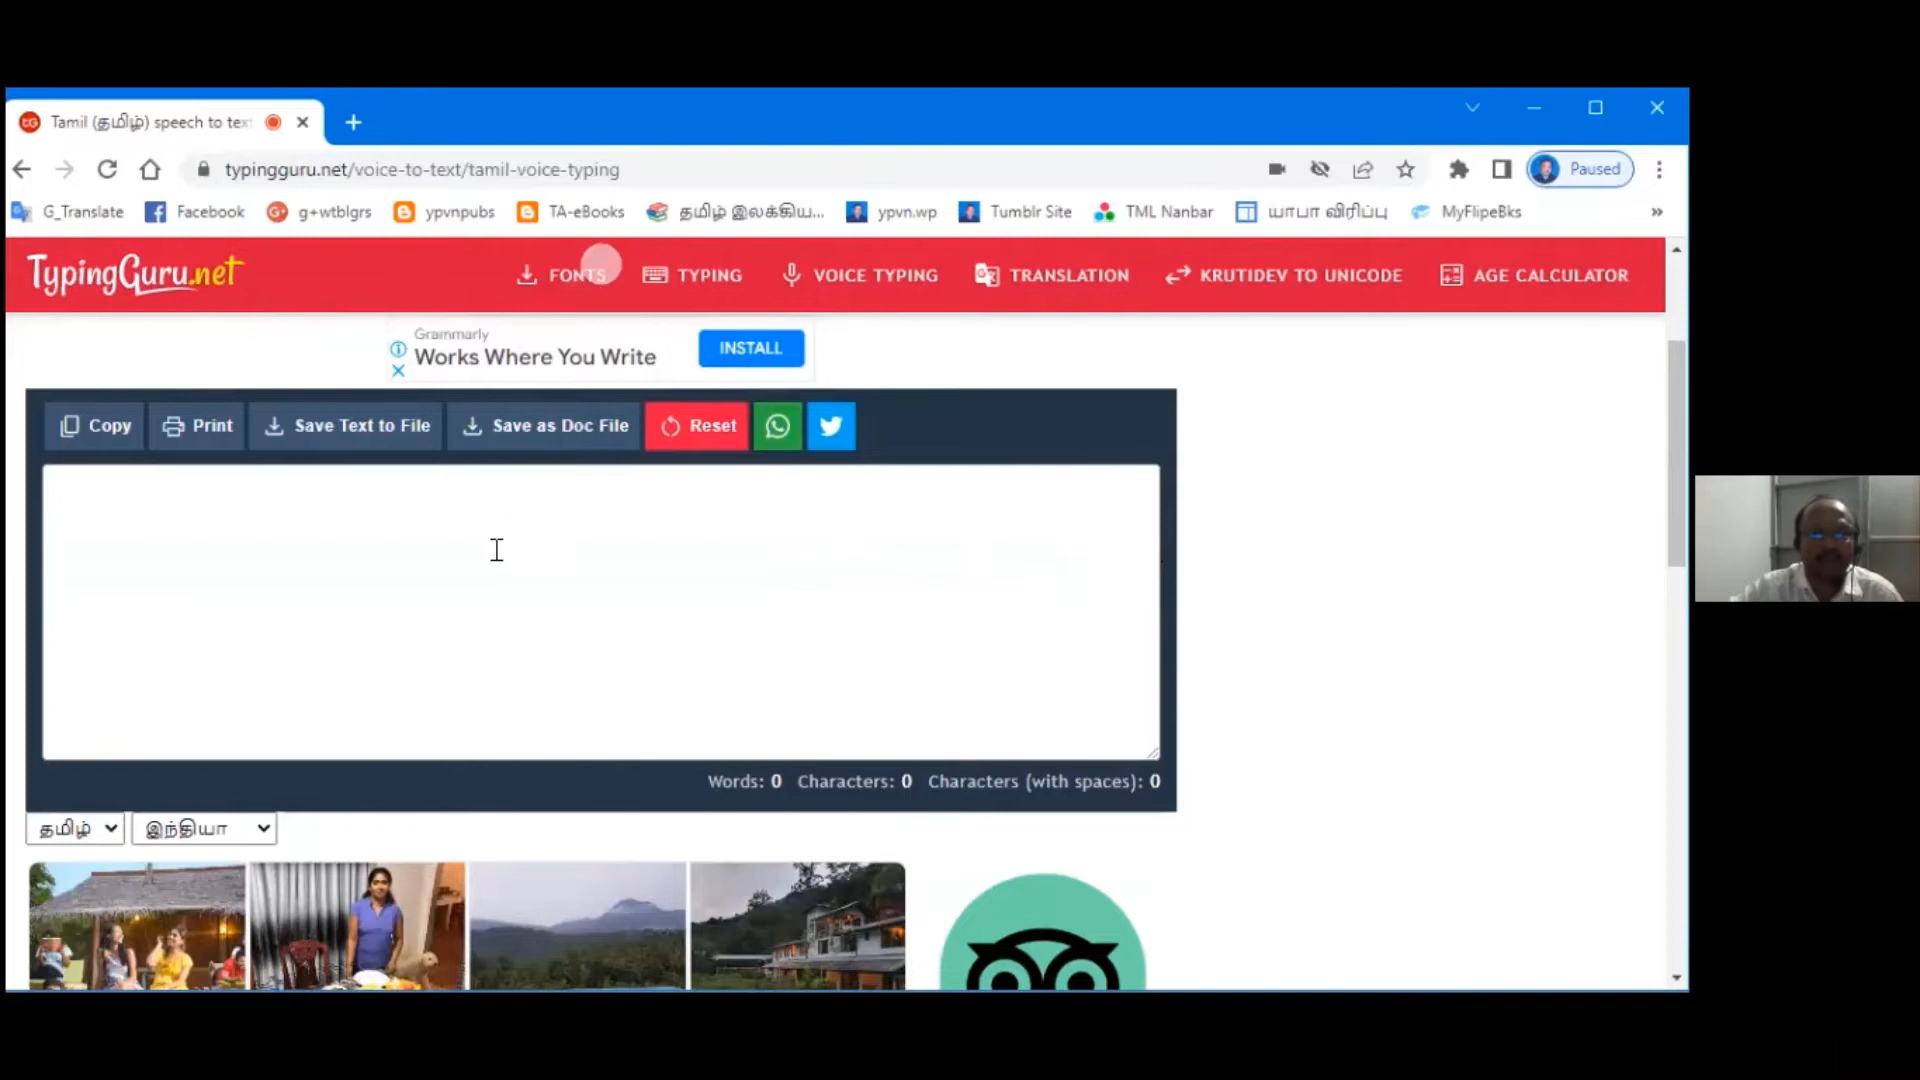 Tamil (தமிழ்) speech to tex
typingguru.net/voice-to-text/tamil-voice-typing
Paused
G_Translate Facebook g+wtblgrs ypvnpubs TA-eBooks தமிழ் இலக்கிய... ypvn.wp Tumblr Site TML Nanbar யாபா விரிப்பு MyFlipeBks »
TypingGuru.net FONTS TYPING VOICE TYPING TRANSLATION KRUTIDEV TO UNICODE AGE CALCULATOR
Grammarly
Works Where You Write INSTALL
Copy Print Save Text to File Save as Doc File Reset
Words: 0 Characters: 0 Characters (with spaces): 0
தமிழ் இந்தியா